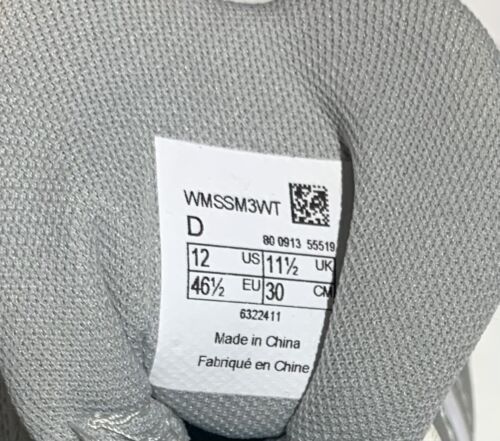 WMSSM3WT
D
80 0913 55519
12 US 11½ UK
46½ EU 30 CM
6322411
Made in China
Fabriqué en Chine